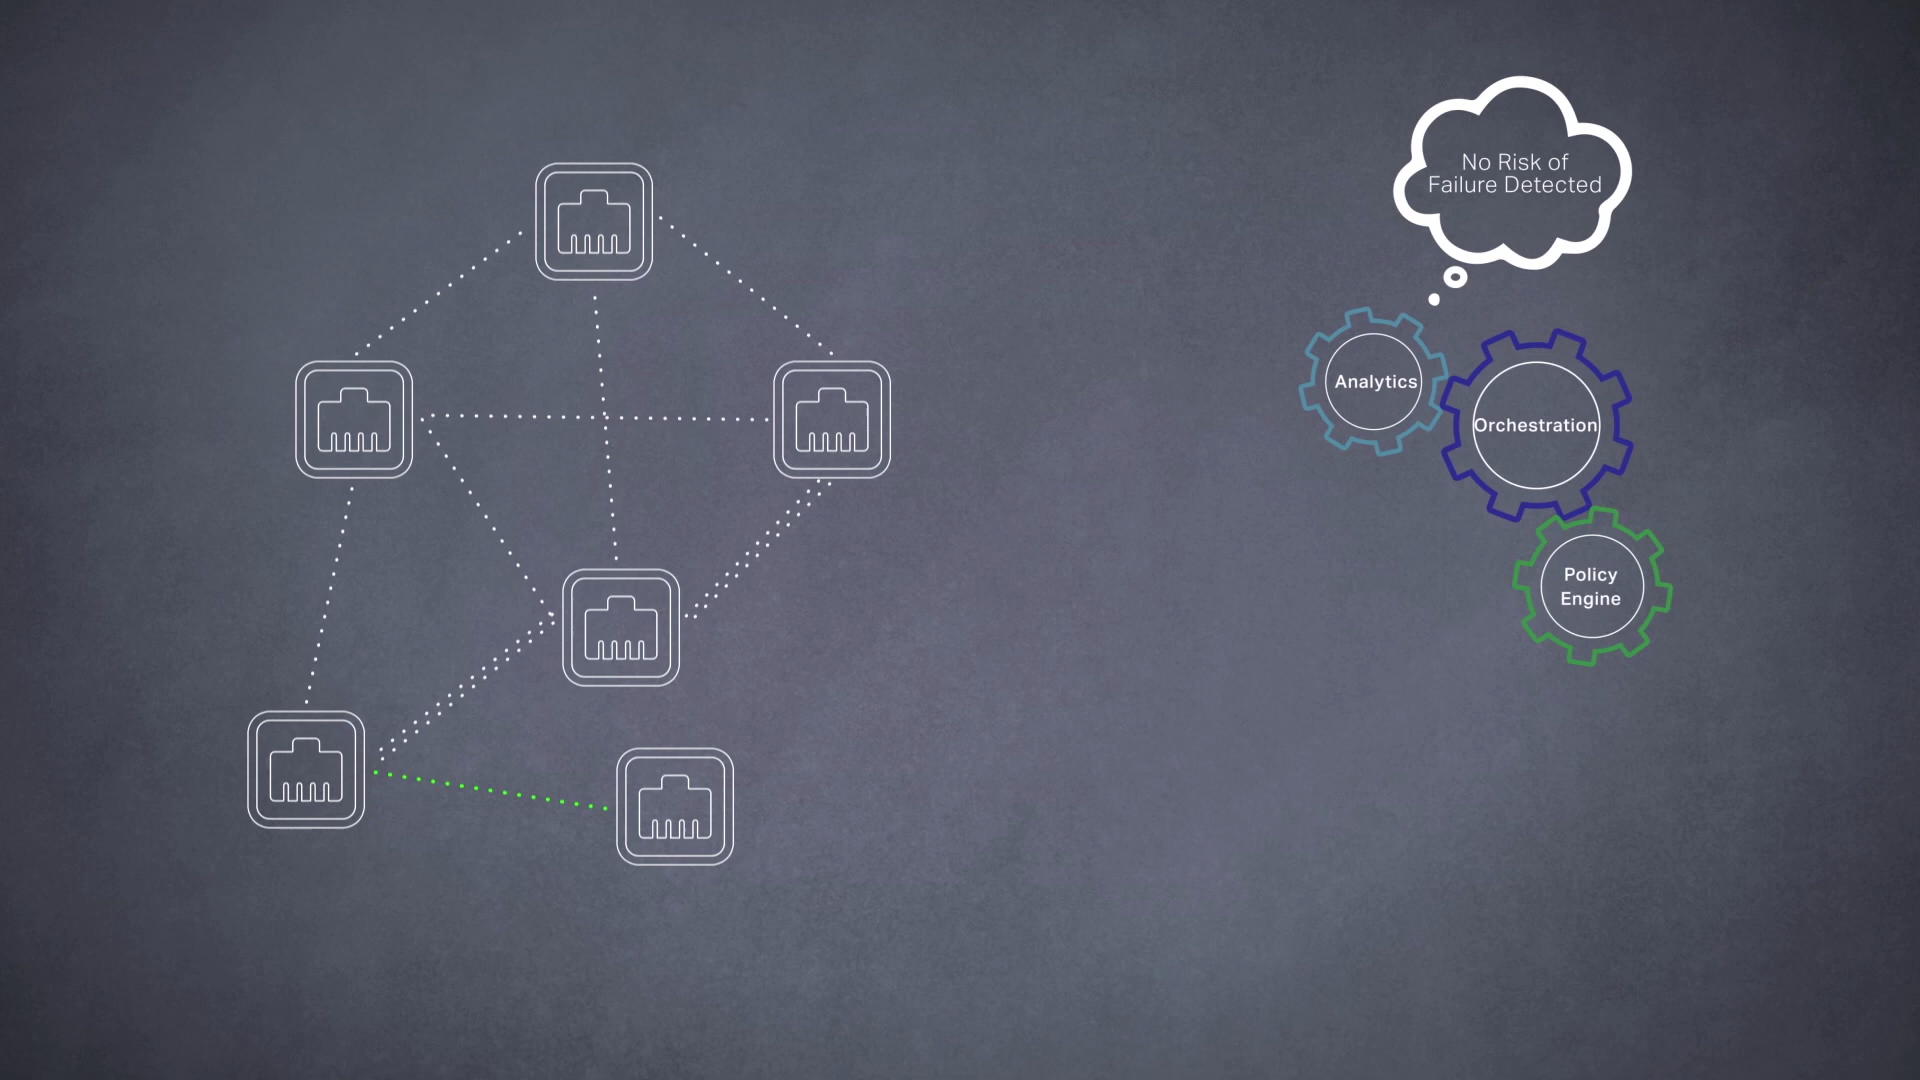 No Risk of
Failure Detected
Analytics
Orchestration
Policy
Engine